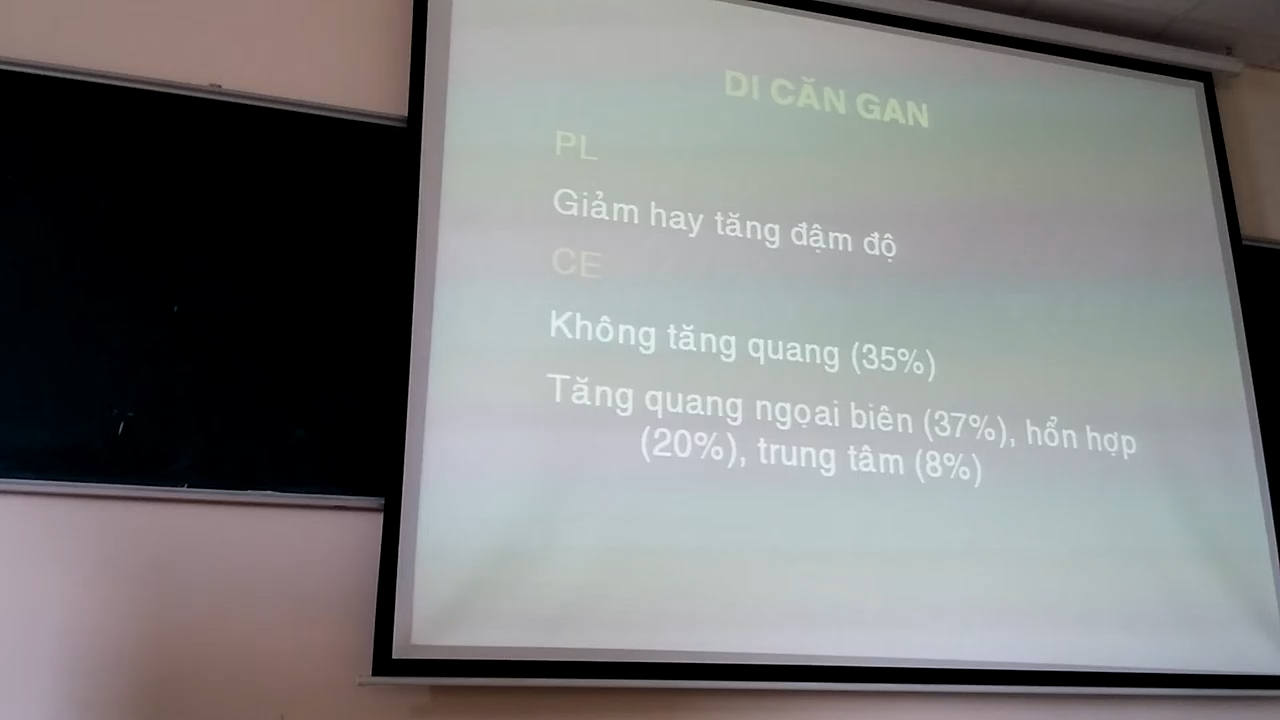 DI CĂN GAN
PL
Giảm hay tăng đậm độ
CE
Không tăng quang (35%)
Tăng quang ngọai biên (37%), hổn hợp
(20%), trung tâm (8%)